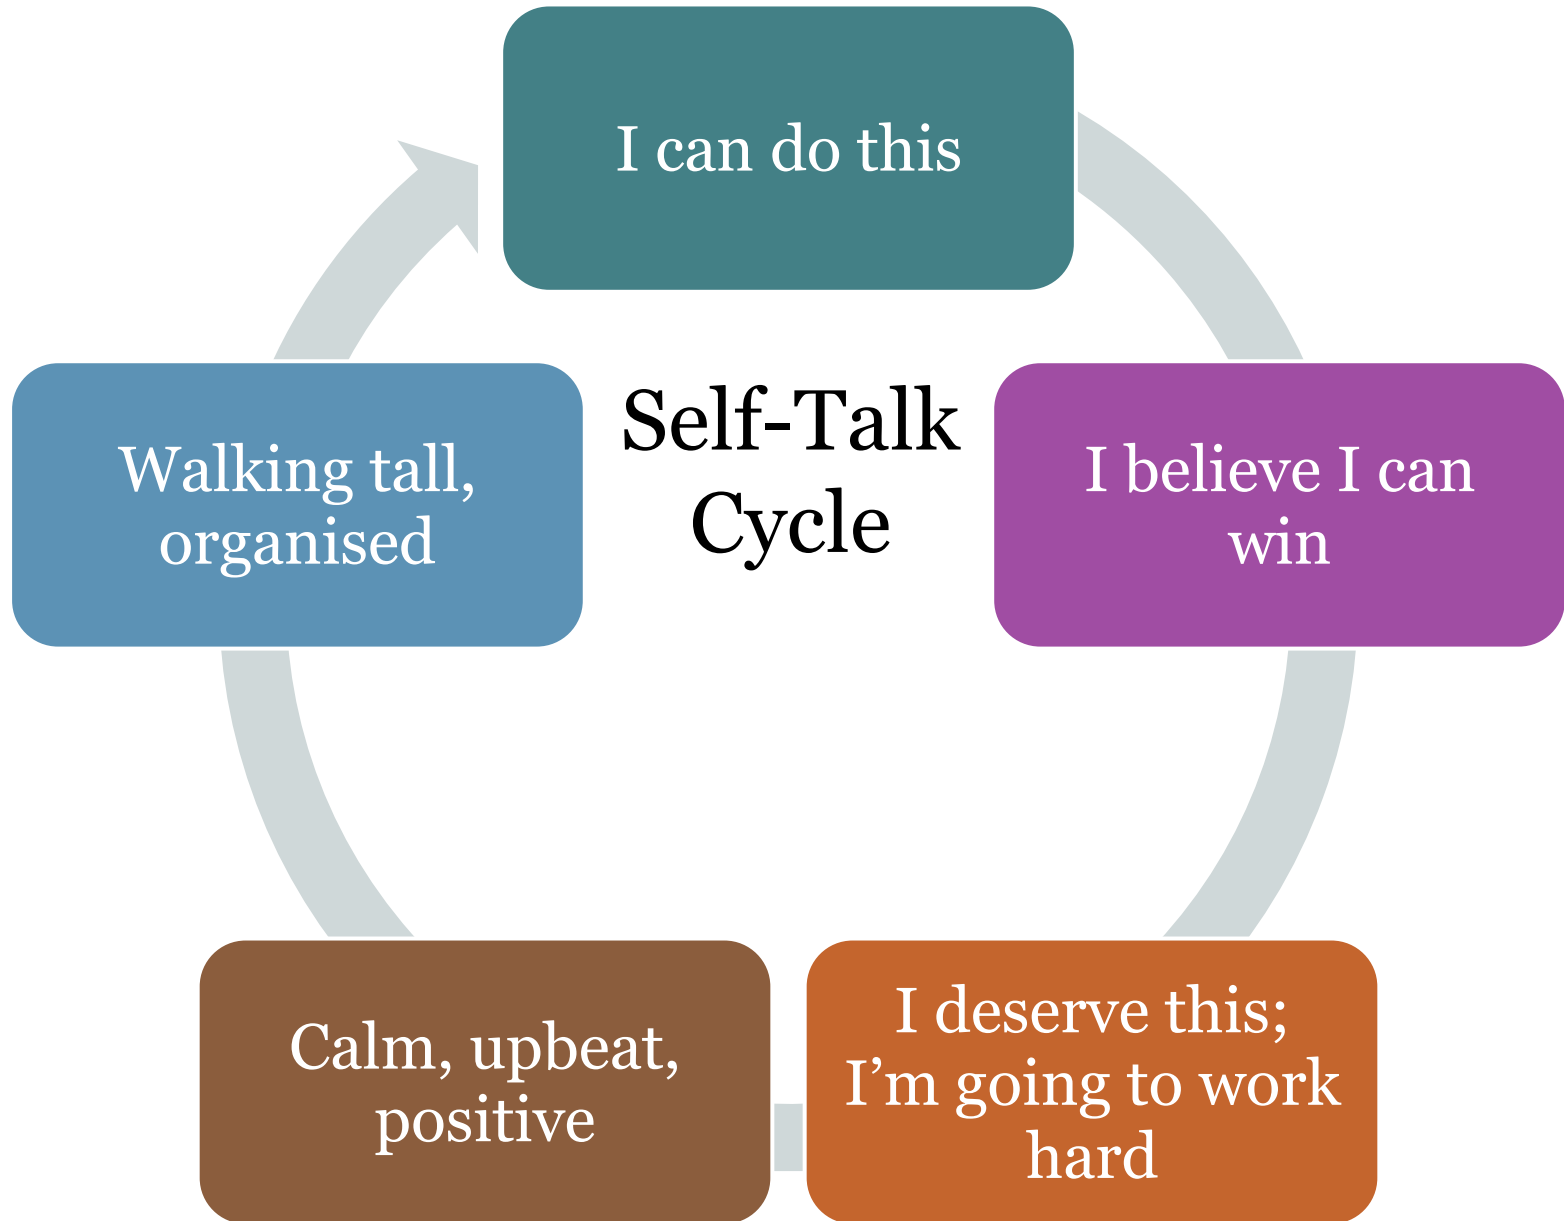 I can do this
Self-Talk
Cycle
I believe I can
win
I deserve this;
I’m going to work
hard
Calm, upbeat,
positive
Walking tall,
organised